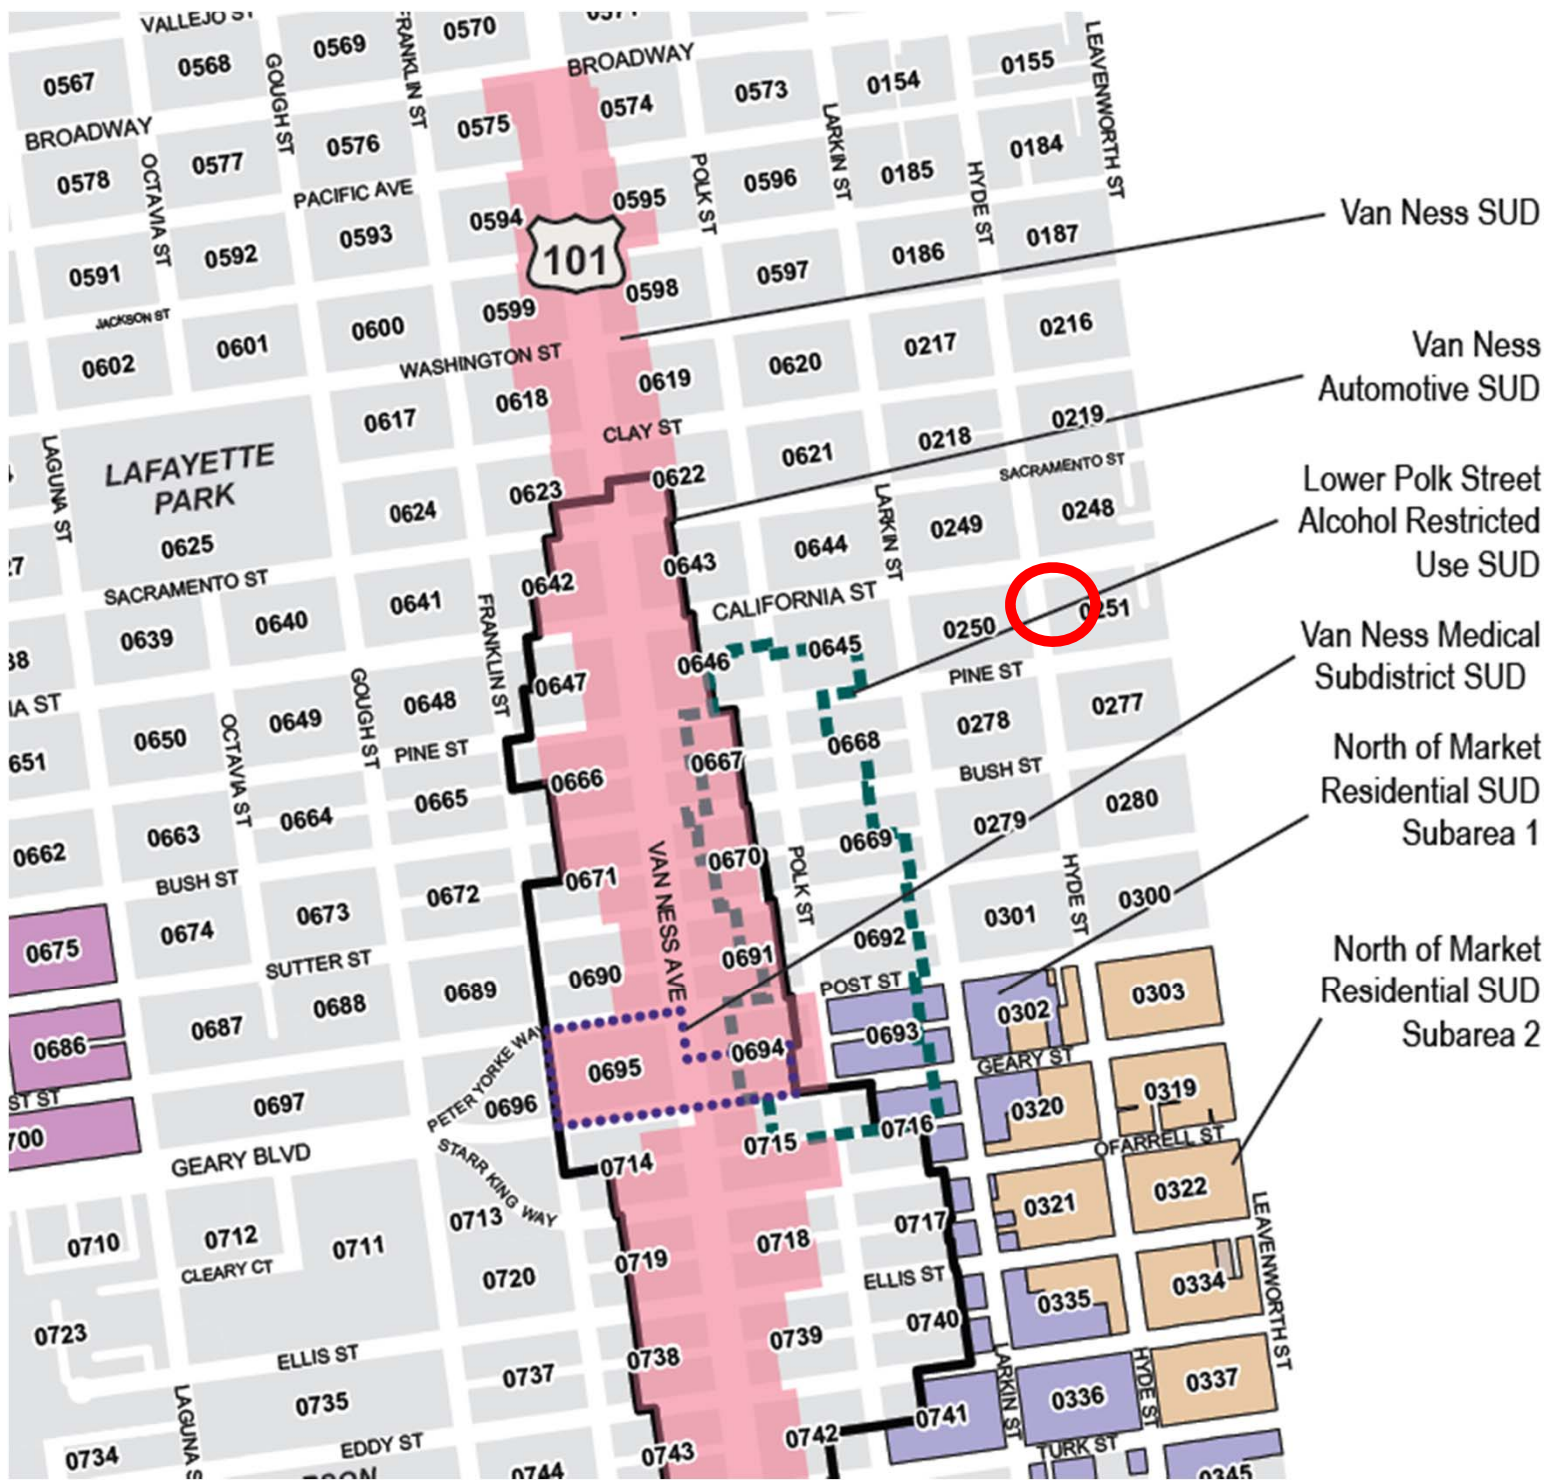 VALLEJO ST
0567
0568
0569
0570
0571
GOUGH ST
FRANKLIN ST
BROADWAY
0573
0574
0154
0155
LEAVENWORTH ST
BROADWAY
0575
0576
0577
0578
OCTAVIA ST
PACIFIC AVE
POLK ST
LARKIN ST
HYDE ST
0184
0185
0596
0595
0594
0593
0592
0591
101
0187
0186
0597
0598
0599
0600
0601
0602
JACKSON ST
WASHINGTON ST
0216
0217
0620
0619
0618
0617
LAFAYETTE
PARK
0625
LAGUNA ST
CLAY ST
0219
0218
0621
0622
0623
0624
SACRAMENTO ST
LARKIN ST
0248
0249
0644
0643
0642
0641
0640
0639
SACRAMENTO ST
FRANKLIN ST
CALIFORNIA ST
0251
0250
0645
0646
0647
0648
0649
0650
651
IA ST
GOUGH ST
OCTAVIA ST
PINE ST
PINE ST
0277
0278
0668
0667
0666
0665
0664
0663
0662
BUSH ST
BUSH ST
0280
0279
0669
0670
0671
0672
0673
0674
0675
VAN NESS AVE
POLK ST
HYDE ST
SUTTER ST
0300
0301
0692
0691
0690
0689
0688
0687
0686
ST ST
POST ST
0303
0302
0693
0694
0695
0696
0697
700
PETER YORKE WAY
GEARY ST
GEARY BLVD
STARR KING WAY
0319
0320
0716
0715
0714
0713
0712
0711
0710
OFARRELL ST
CLEARY CT
0322
0321
0717
0718
0719
0720
0723
ELLIS ST
ELLIS ST
LEAVENWORTH ST
0334
0335
0740
0739
0738
0737
0735
0734
LAGUNA S
LARKIN ST
HYDE ST
0337
0336
0741
0742
0743
0744
EDDY ST
TURK ST
0345
Van Ness SUD
Van Ness
Automotive SUD
Lower Polk Street
Alcohol Restricted
Use SUD
Van Ness Medical
Subdistrict SUD
North of Market
Residential SUD
Subarea 1
North of Market
Residential SUD
Subarea 2